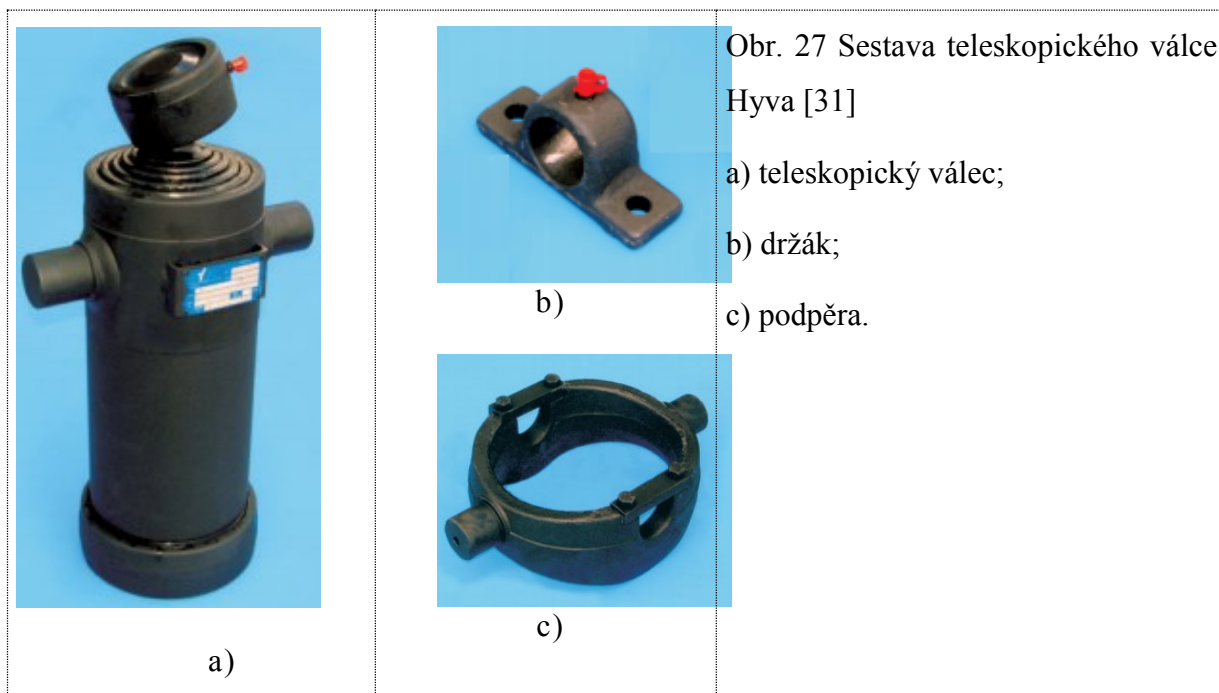 Obr. 27 Sestava teleskopického válce
Hyva [31]
a) teleskopický válec;
b) držák;
c) podpěra.
b)
c)
a)